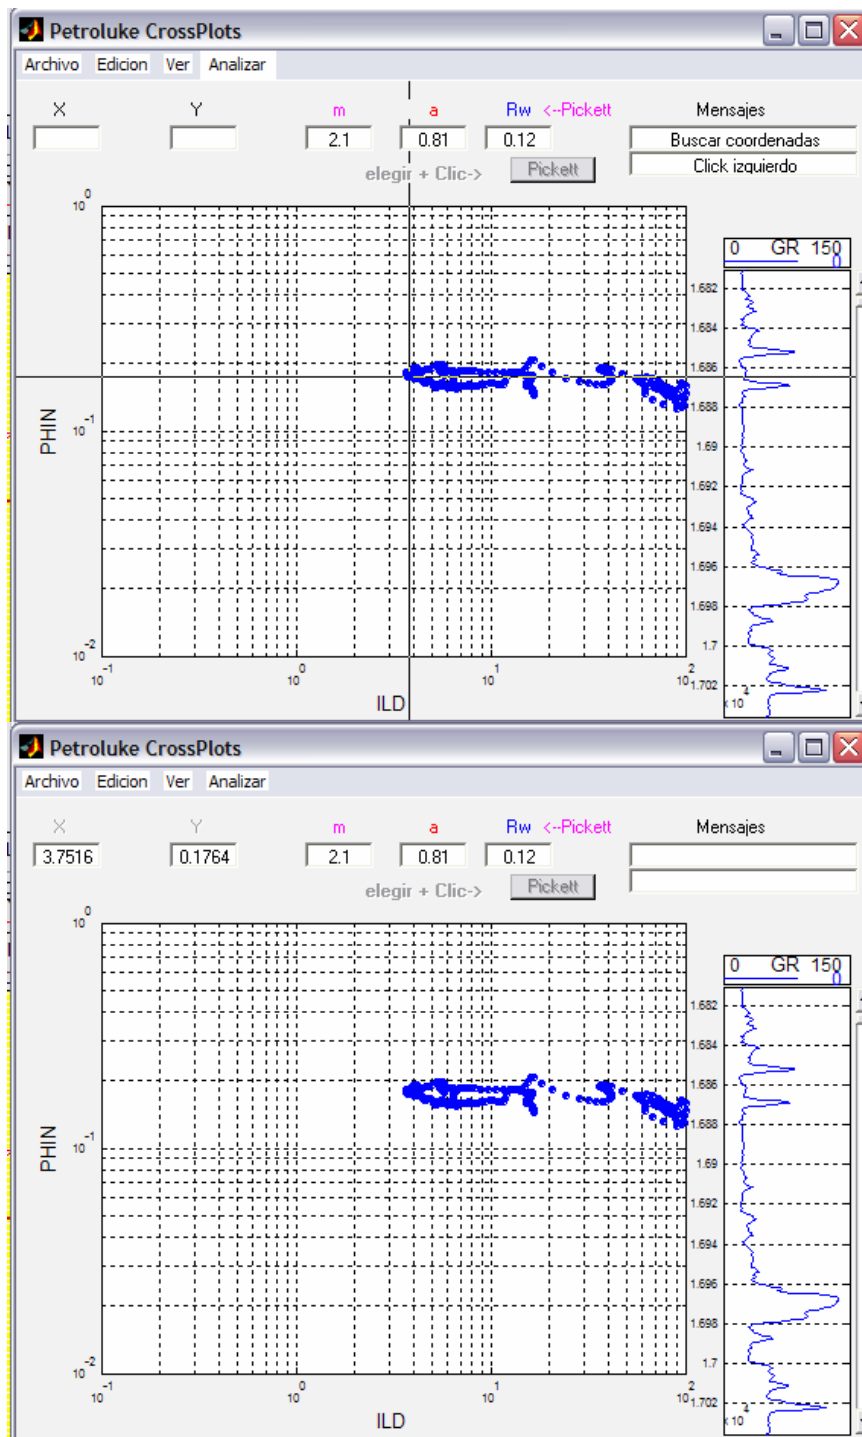 Petroluke CrossPlots
Archivo Edicion Ver Analizar
X Y m a Rw <--Pickett Mensajes
2.1 0.81 0.12 Buscar coordenadas
elegir + Clic-> Pickett Click izquierdo
10^0
10^-1
10^-2
PHIN
10^-1 10^0 10^1 10^2
ILD
0 GR 150
0
1.682
1.684
1.686
1.688
1.69
1.692
1.694
1.696
1.698
1.7
1.702
x 10^4
Petroluke CrossPlots
Archivo Edicion Ver Analizar
X Y m a Rw <--Pickett Mensajes
3.7516 0.1764 2.1 0.81 0.12
elegir + Clic-> Pickett
10^0
10^-1
10^-2
PHIN
10^-1 10^0 10^1 10^2
ILD
0 GR 150
0
1.682
1.684
1.686
1.688
1.69
1.692
1.694
1.696
1.698
1.7
1.702
x 10^4